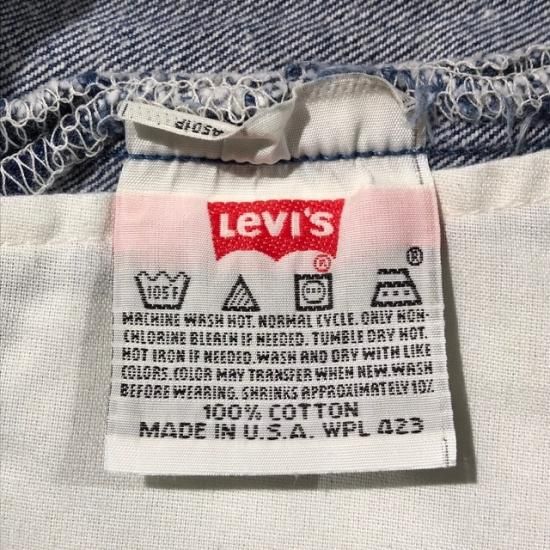 A501P
Levi's
®
®
105F
MACHINE WASH HOT. NORMAL CYCLE. ONLY NON-
CHLORINE BLEACH IF NEEDED. TUMBLE DRY HOT.
HOT IRON IF NEEDED. WASH AND DRY WITH LIKE
COLORS. COLOR MAY TRANSFER WHEN NEW. WASH
BEFORE WEARING. SHRINKS APPROXIMATELY 10%
100% COTTON
MADE IN U.S.A. WPL 423